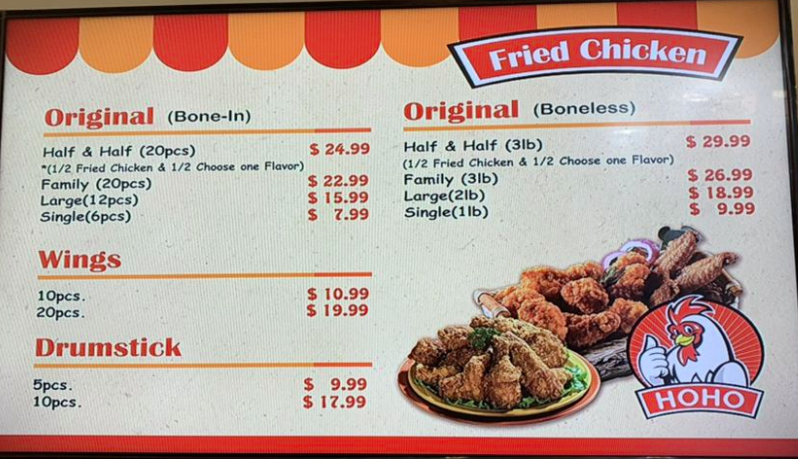 Fried Chicken
Original (Bone-In)
Half & Half (20pcs) $ 24.99
*(1/2 Fried Chicken & 1/2 Choose one Flavor)
Family (20pcs) $ 22.99
Large(12pcs) $ 15.99
Single(6pcs) $ 7.99
Wings
10pcs. $ 10.99
20pcs. $ 19.99
Drumstick
5pcs. $ 9.99
10pcs. $ 17.99
Original (Boneless)
Half & Half (3lb) $ 29.99
(1/2 Fried Chicken & 1/2 Choose one Flavor)
Family (3lb) $ 26.99
Large(2lb) $ 18.99
Single(1lb) $ 9.99
HOHO